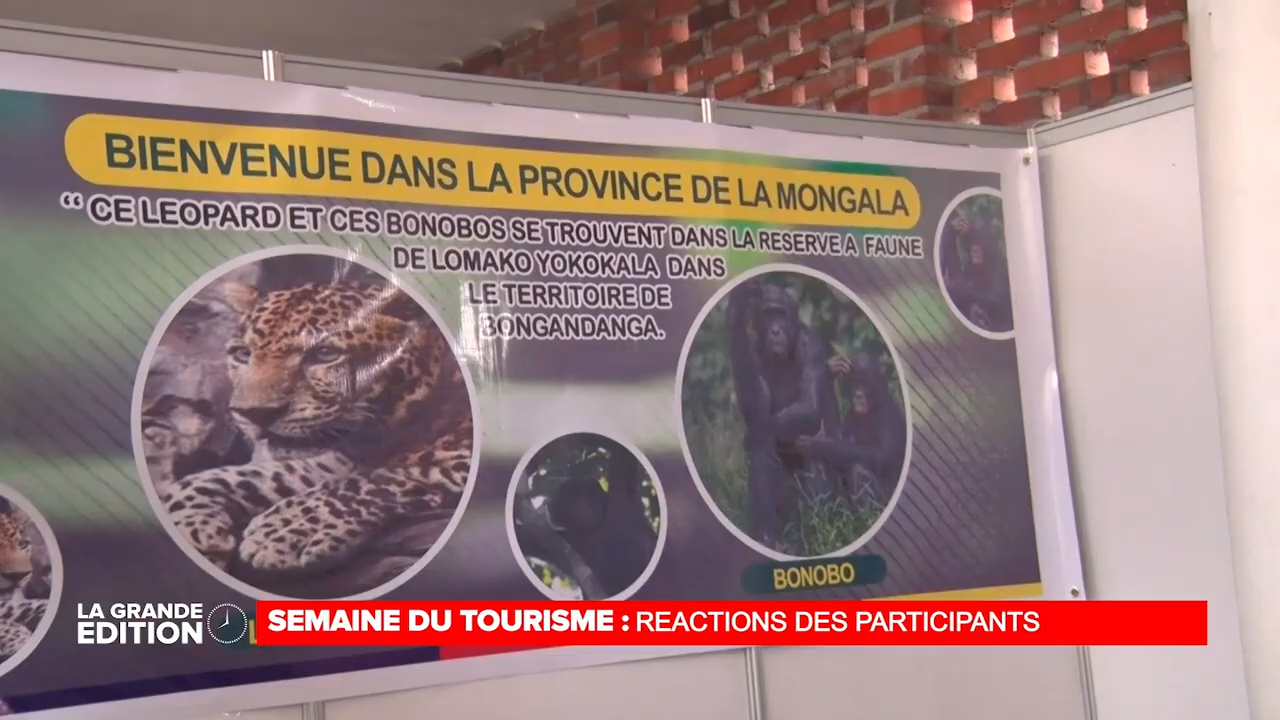 BIENVENUE DANS LA PROVINCE DE LA MONGALA
“ CE LEOPARD ET CES BONOBOS SE TROUVENT DANS LA RESERVE A FAUNE
DE LOMAKO YOKOKALA DANS
LE TERRITOIRE DE
BONGANDANGA.
BONOBO
LA GRANDE
EDITION
SEMAINE DU TOURISME : REACTIONS DES PARTICIPANTS